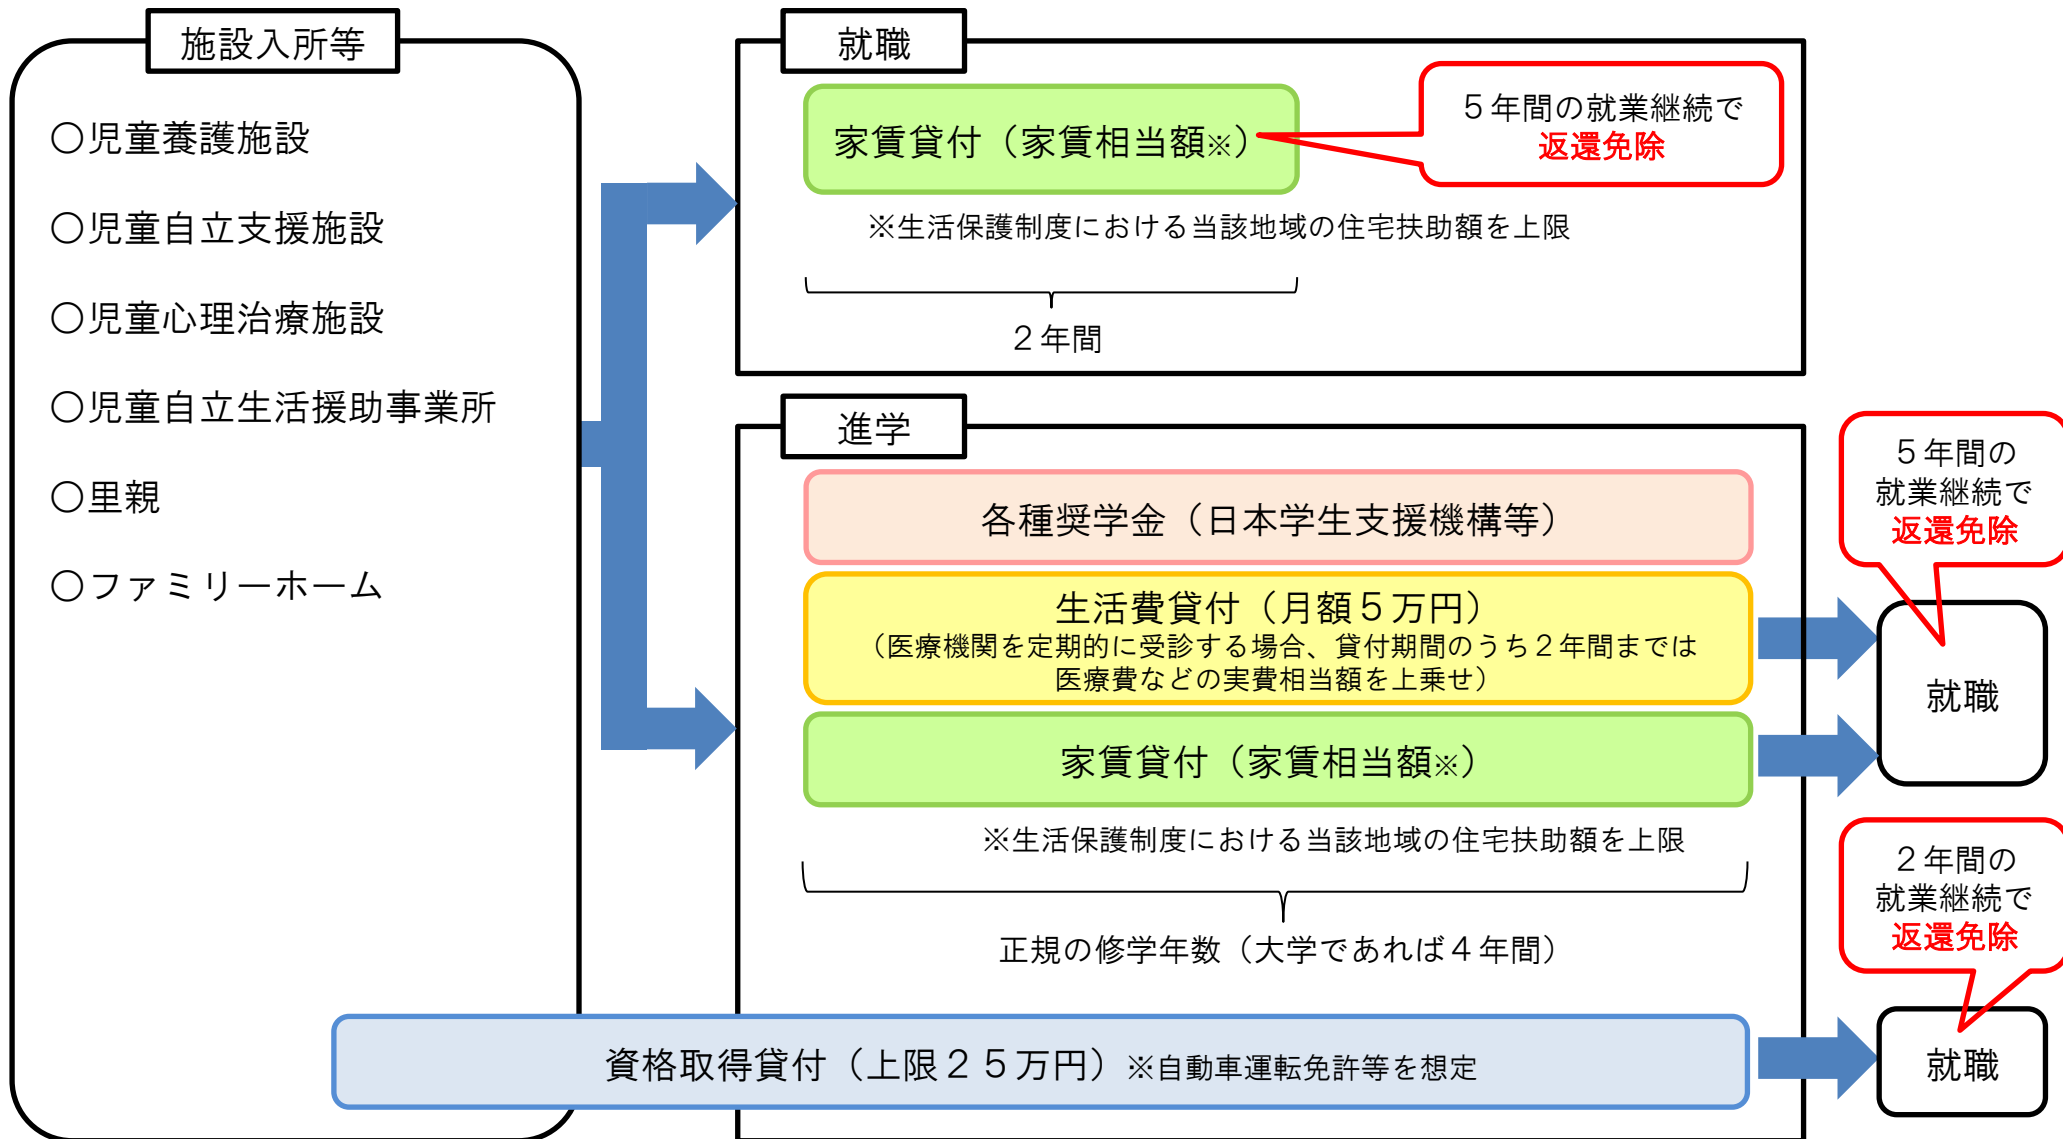 施設入所等
〇児童養護施設
〇児童自立支援施設
〇児童心理治療施設
〇児童自立生活援助事業所
〇里親
〇ファミリーホーム
就職
家賃貸付（家賃相当額※）
５年間の就業継続で
返還免除
※生活保護制度における当該地域の住宅扶助額を上限
２年間
進学
各種奨学金（日本学生支援機構等）
生活費貸付（月額５万円）
（医療機関を定期的に受診する場合、貸付期間のうち２年間までは
医療費などの実費相当額を上乗せ）
家賃貸付（家賃相当額※）
※生活保護制度における当該地域の住宅扶助額を上限
正規の修学年数（大学であれば４年間）
５年間の
就業継続で
返還免除
就職
資格取得貸付（上限２５万円）※自動車運転免許等を想定
２年間の
就業継続で
返還免除
就職